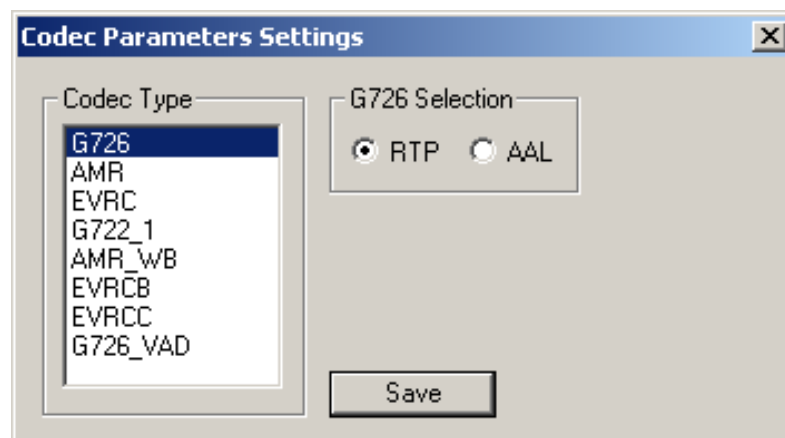 Codec Parameters Settings
Codec Type
G726
AMR
EVRC
G722_1
AMR_WB
EVRCB
EVRCC
G726_VAD
G726 Selection
RTP AAL
Save